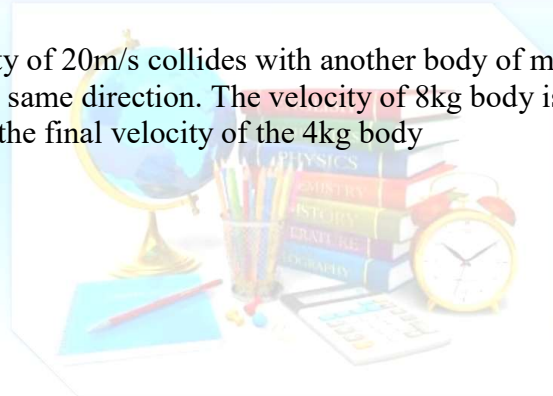 ty of 20m/s collides with another body of m
same direction. The velocity of 8kg body is
the final velocity of the 4kg body
PHYSICS
HISTORY